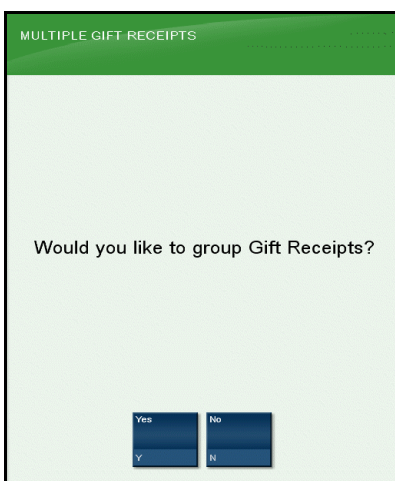 MULTIPLE GIFT RECEIPTS
Would you like to group Gift Receipts?
Yes No
Y N